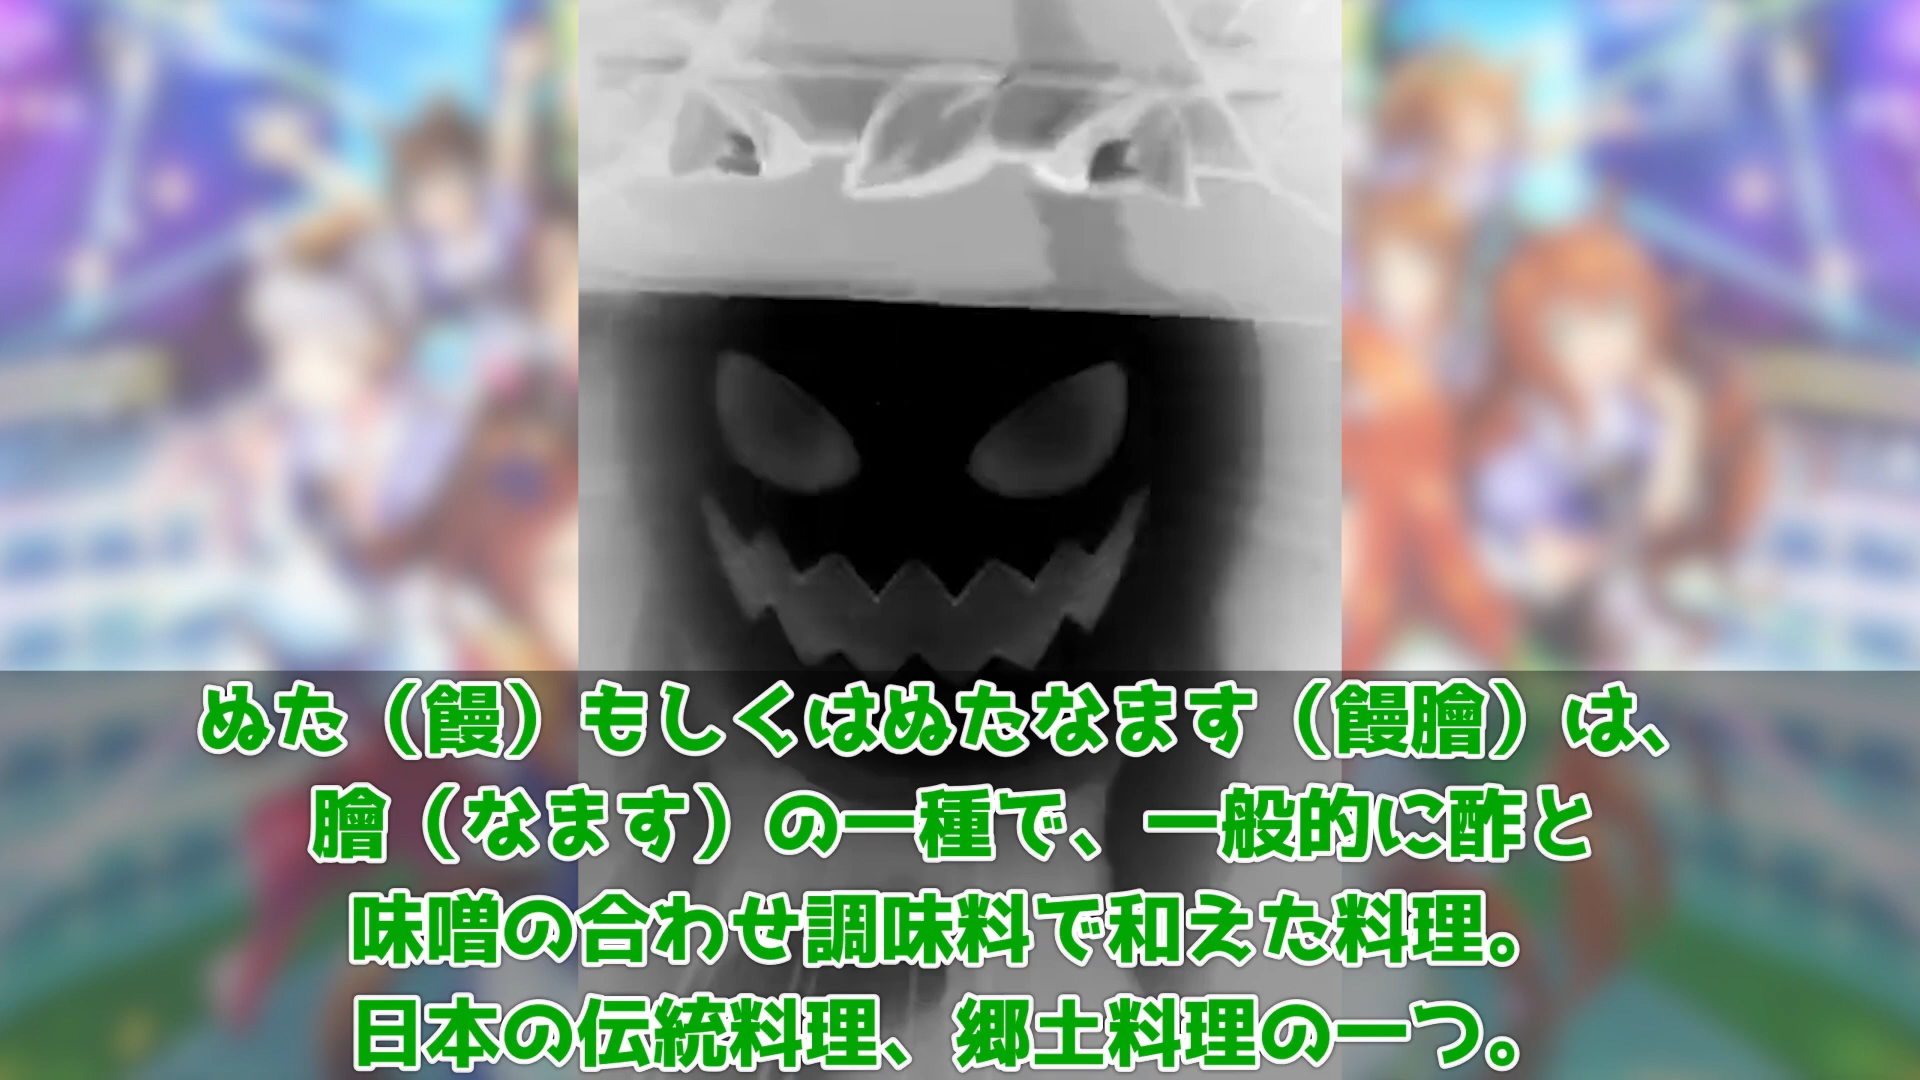 ぬた（饅）もしくはぬたなます（饅膾）は、
膾（なます）の一種で、一般的に酢と
味噌の合わせ調味料で和えた料理。
日本の伝統料理、郷土料理の一つ。